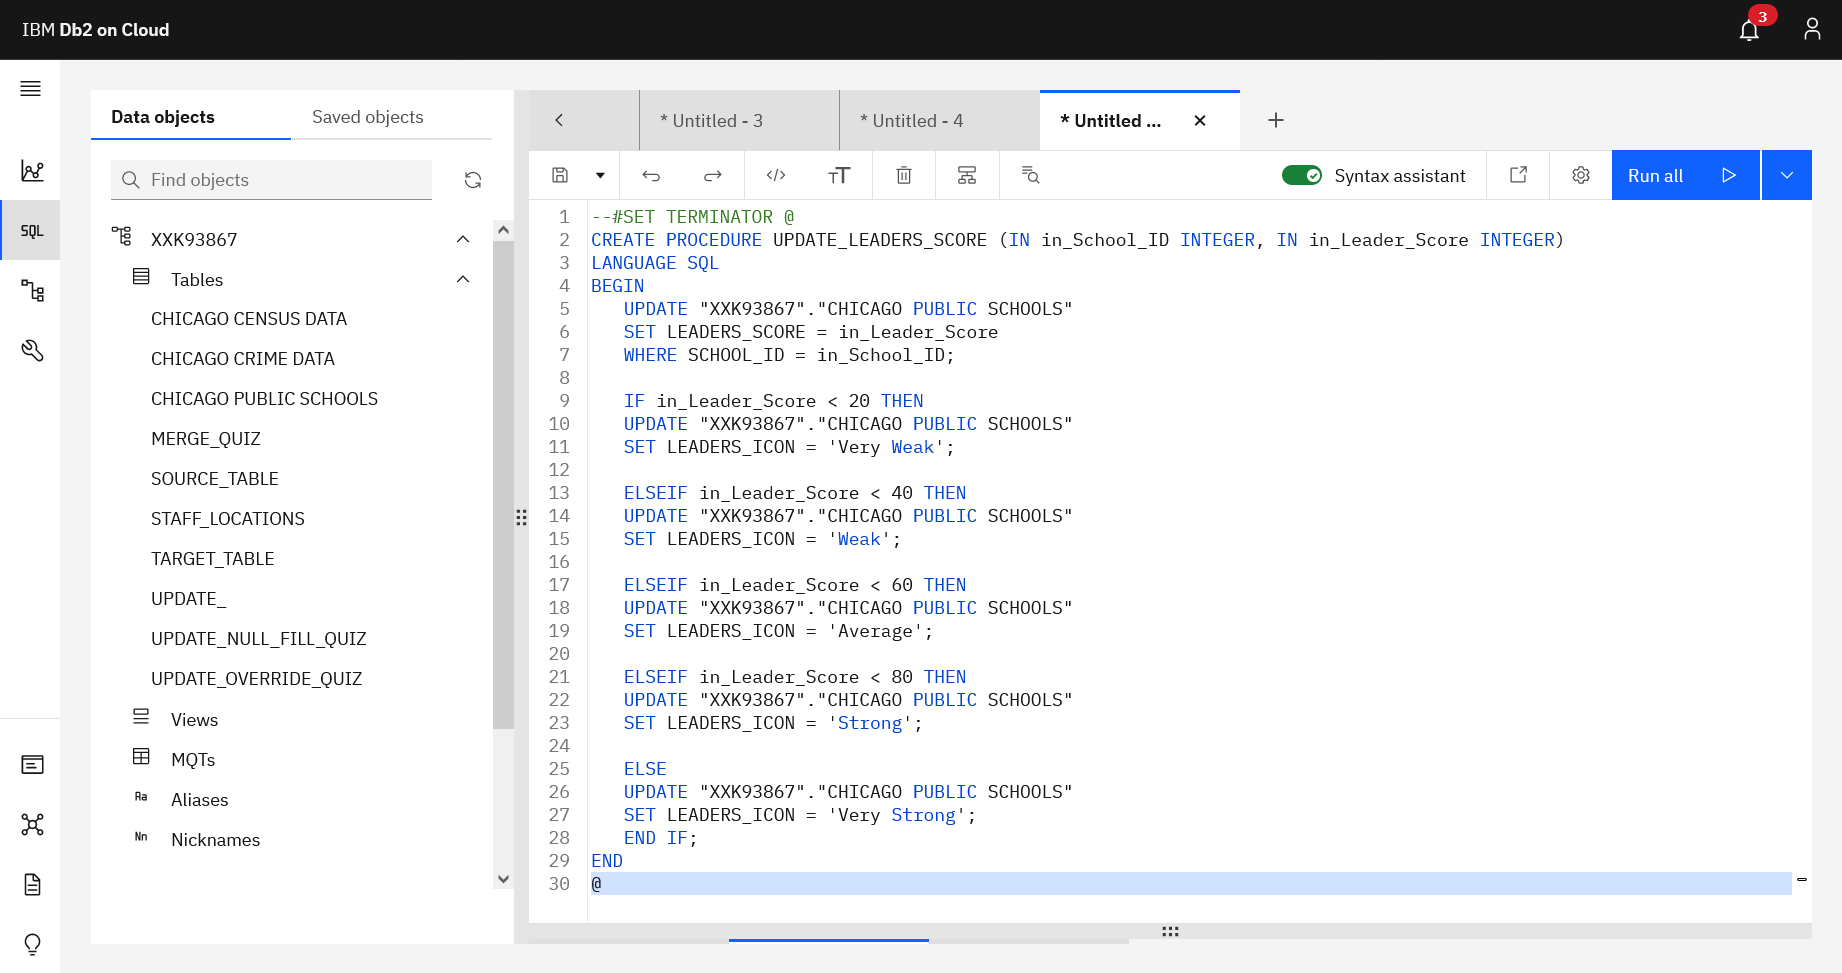 IBM Db2 on Cloud
3
Data objects
Saved objects
Find objects
XXK93867
Tables
CHICAGO CENSUS DATA
CHICAGO CRIME DATA
CHICAGO PUBLIC SCHOOLS
MERGE_QUIZ
SOURCE_TABLE
STAFF_LOCATIONS
TARGET_TABLE
UPDATE_
UPDATE_NULL_FILL_QUIZ
UPDATE_OVERRIDE_QUIZ
Views
MQTs
Aa Aliases
Nn Nicknames
SQL
* Untitled - 3
* Untitled - 4
* Untitled ...
Syntax assistant
Run all
1 --#SET TERMINATOR @
2 CREATE PROCEDURE UPDATE_LEADERS_SCORE (IN in_School_ID INTEGER, IN in_Leader_Score INTEGER)
3 LANGUAGE SQL
4 BEGIN
5 UPDATE "XXK93867"."CHICAGO PUBLIC SCHOOLS"
6 SET LEADERS_SCORE = in_Leader_Score
7 WHERE SCHOOL_ID = in_School_ID;
8
9 IF in_Leader_Score < 20 THEN
10 UPDATE "XXK93867"."CHICAGO PUBLIC SCHOOLS"
11 SET LEADERS_ICON = 'Very Weak';
12
13 ELSEIF in_Leader_Score < 40 THEN
14 UPDATE "XXK93867"."CHICAGO PUBLIC SCHOOLS"
15 SET LEADERS_ICON = 'Weak';
16
17 ELSEIF in_Leader_Score < 60 THEN
18 UPDATE "XXK93867"."CHICAGO PUBLIC SCHOOLS"
19 SET LEADERS_ICON = 'Average';
20
21 ELSEIF in_Leader_Score < 80 THEN
22 UPDATE "XXK93867"."CHICAGO PUBLIC SCHOOLS"
23 SET LEADERS_ICON = 'Strong';
24
25 ELSE
26 UPDATE "XXK93867"."CHICAGO PUBLIC SCHOOLS"
27 SET LEADERS_ICON = 'Very Strong';
28 END IF;
29 END
30 @